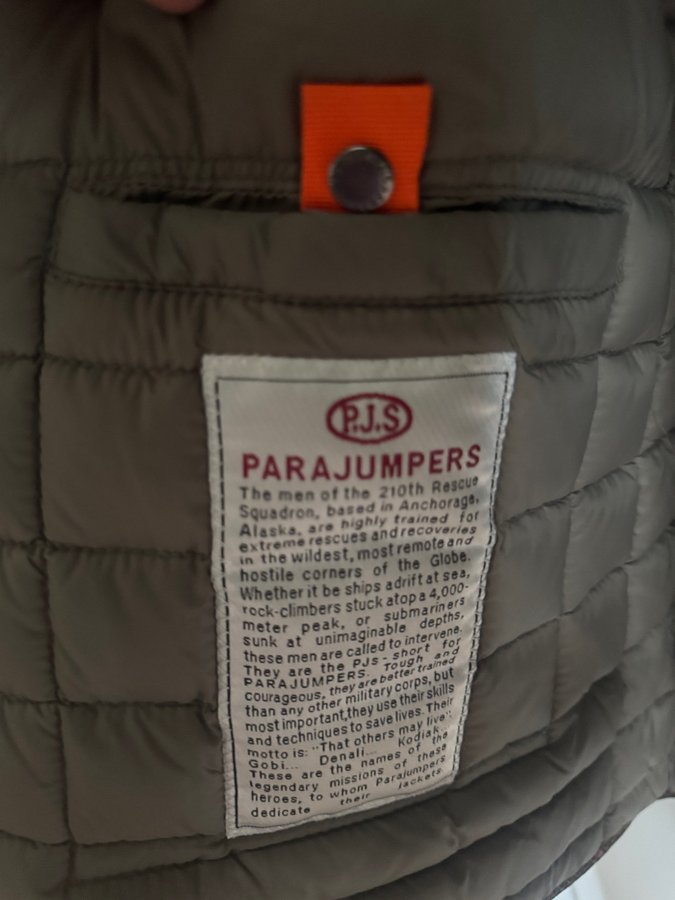 P.J.S
PARAJUMPERS
The men of the 210th Rescue
Squadron, based in Anchorage,
Alaska, are highly trained for
extreme rescues and recoveries
in the wildest, most remote and
hostile corners of the Globe.
Whether it be ships adrift at sea,
rock-climbers stuck atop a 4,000-
meter peak, or submariners
sunk at unimaginable depths,
these men are called to intervene.
They are the PJs - short for
PARAJUMPERS. Tough and
courageous, they are better trained
than any other military corps, but
most important,they use their skills
and techniques to save lives. Their
motto is: "That others may live".
Gobi... Denali... Kodiak...
These are the names of the
legendary missions of these
heroes, to whom Parajumpers
dedicate their jackets